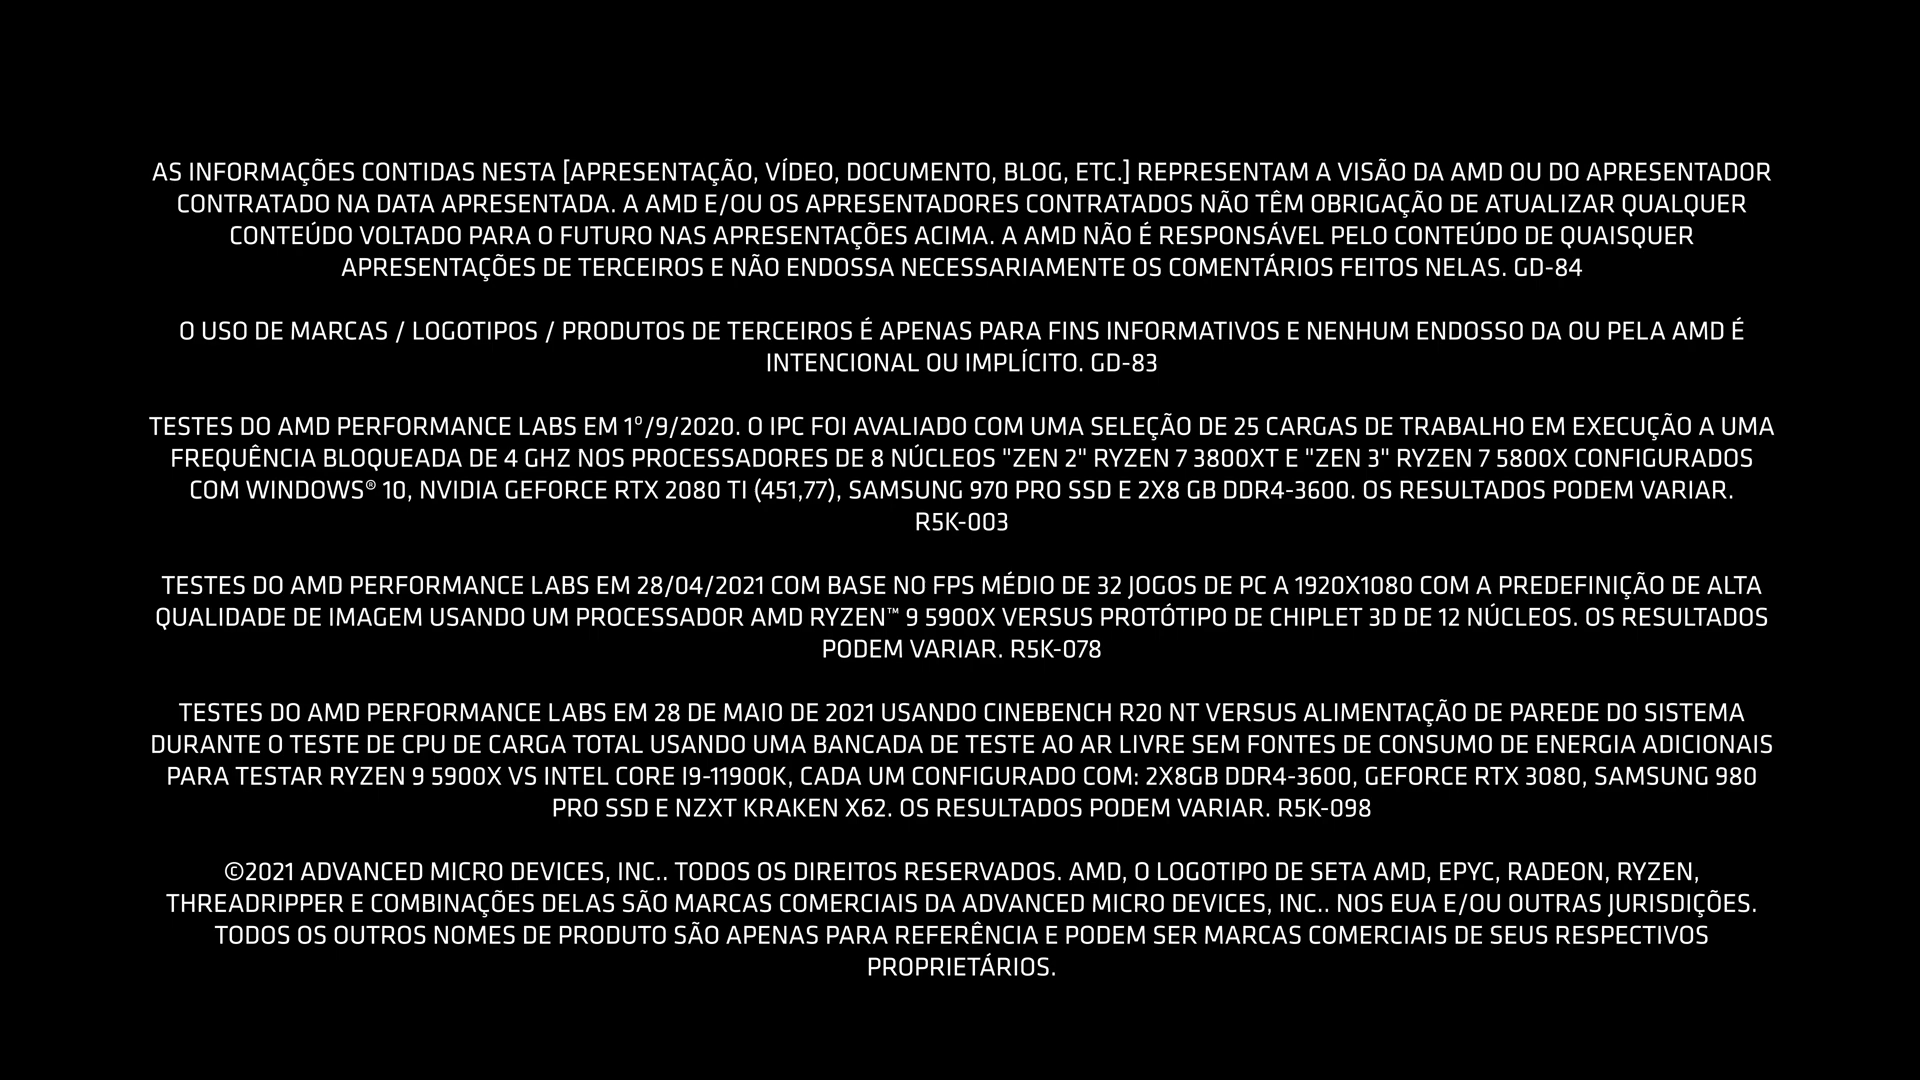 AS INFORMAÇÕES CONTIDAS NESTA [APRESENTAÇÃO, VÍDEO, DOCUMENTO, BLOG, ETC.] REPRESENTAM A VISÃO DA AMD OU DO APRESENTADOR
CONTRATADO NA DATA APRESENTADA. A AMD E/OU OS APRESENTADORES CONTRATADOS NÃO TÊM OBRIGAÇÃO DE ATUALIZAR QUALQUER
CONTEÚDO VOLTADO PARA O FUTURO NAS APRESENTAÇÕES ACIMA. A AMD NÃO É RESPONSÁVEL PELO CONTEÚDO DE QUAISQUER
APRESENTAÇÕES DE TERCEIROS E NÃO ENDOSSA NECESSARIAMENTE OS COMENTÁRIOS FEITOS NELAS. GD-84
O USO DE MARCAS / LOGOTIPOS / PRODUTOS DE TERCEIROS É APENAS PARA FINS INFORMATIVOS E NENHUM ENDOSSO DA OU PELA AMD É
INTENCIONAL OU IMPLÍCITO. GD-83
TESTES DO AMD PERFORMANCE LABS EM 1º/9/2020. O IPC FOI AVALIADO COM UMA SELEÇÃO DE 25 CARGAS DE TRABALHO EM EXECUÇÃO A UMA
FREQUÊNCIA BLOQUEADA DE 4 GHZ NOS PROCESSADORES DE 8 NÚCLEOS "ZEN 2" RYZEN 7 3800XT E "ZEN 3" RYZEN 7 5800X CONFIGURADOS
COM WINDOWS® 10, NVIDIA GEFORCE RTX 2080 TI (451,77), SAMSUNG 970 PRO SSD E 2X8 GB DDR4-3600. OS RESULTADOS PODEM VARIAR.
R5K-003
TESTES DO AMD PERFORMANCE LABS EM 28/04/2021 COM BASE NO FPS MÉDIO DE 32 JOGOS DE PC A 1920X1080 COM A PREDEFINIÇÃO DE ALTA
QUALIDADE DE IMAGEM USANDO UM PROCESSADOR AMD RYZEN™ 9 5900X VERSUS PROTÓTIPO DE CHIPLET 3D DE 12 NÚCLEOS. OS RESULTADOS
PODEM VARIAR. R5K-078
TESTES DO AMD PERFORMANCE LABS EM 28 DE MAIO DE 2021 USANDO CINEBENCH R20 NT VERSUS ALIMENTAÇÃO DE PAREDE DO SISTEMA
DURANTE O TESTE DE CPU DE CARGA TOTAL USANDO UMA BANCADA DE TESTE AO AR LIVRE SEM FONTES DE CONSUMO DE ENERGIA ADICIONAIS
PARA TESTAR RYZEN 9 5900X VS INTEL CORE I9-11900K, CADA UM CONFIGURADO COM: 2X8GB DDR4-3600, GEFORCE RTX 3080, SAMSUNG 980
PRO SSD E NZXT KRAKEN X62. OS RESULTADOS PODEM VARIAR. R5K-098
©2021 ADVANCED MICRO DEVICES, INC.. TODOS OS DIREITOS RESERVADOS. AMD, O LOGOTIPO DE SETA AMD, EPYC, RADEON, RYZEN,
THREADRIPPER E COMBINAÇÕES DELAS SÃO MARCAS COMERCIAIS DA ADVANCED MICRO DEVICES, INC.. NOS EUA E/OU OUTRAS JURISDIÇÕES.
TODOS OS OUTROS NOMES DE PRODUTO SÃO APENAS PARA REFERÊNCIA E PODEM SER MARCAS COMERCIAIS DE SEUS RESPECTIVOS
PROPRIETÁRIOS.